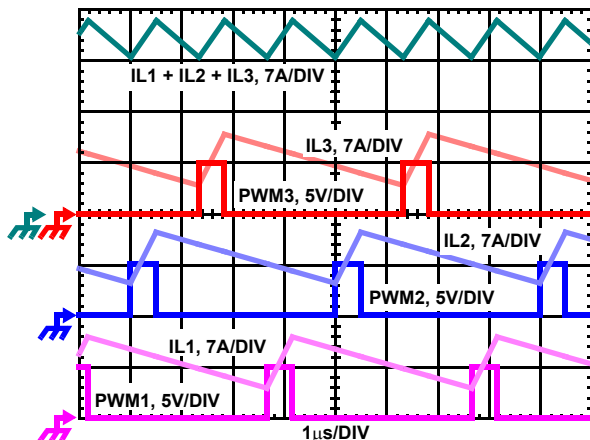 IL1 + IL2 + IL3, 7A/DIV
IL3, 7A/DIV
PWM3, 5V/DIV
IL2, 7A/DIV
PWM2, 5V/DIV
IL1, 7A/DIV
PWM1, 5V/DIV
1µs/DIV